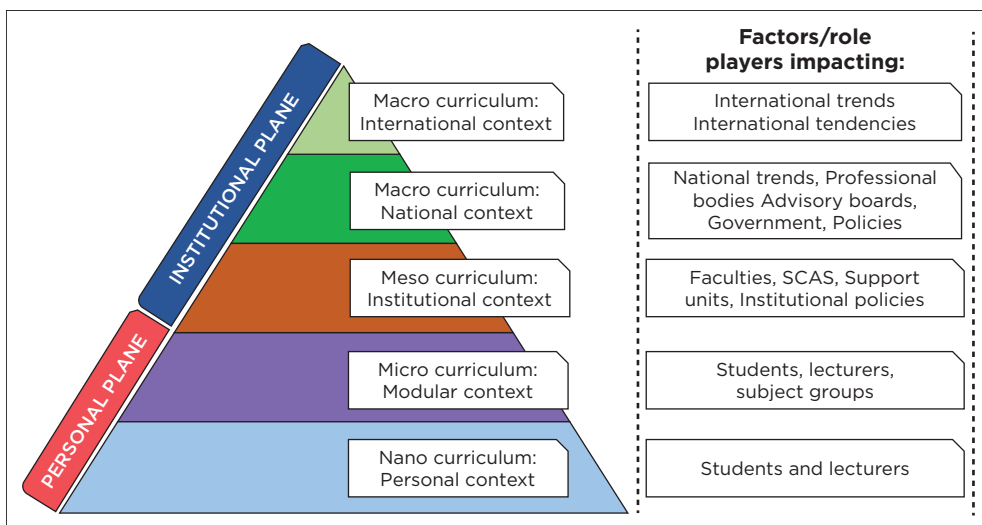 Factors/role
players impacting:
INSTITUTIONAL PLANE
PERSONAL PLANE
Macro curriculum:
International context
International trends
International tendencies
Macro curriculum:
National context
National trends, Professional
bodies Advisory boards,
Government, Policies
Meso curriculum:
Institutional context
Faculties, SCAS, Support
units, Institutional policies
Micro curriculum:
Modular context
Students, lecturers,
subject groups
Nano curriculum:
Personal context
Students and lecturers